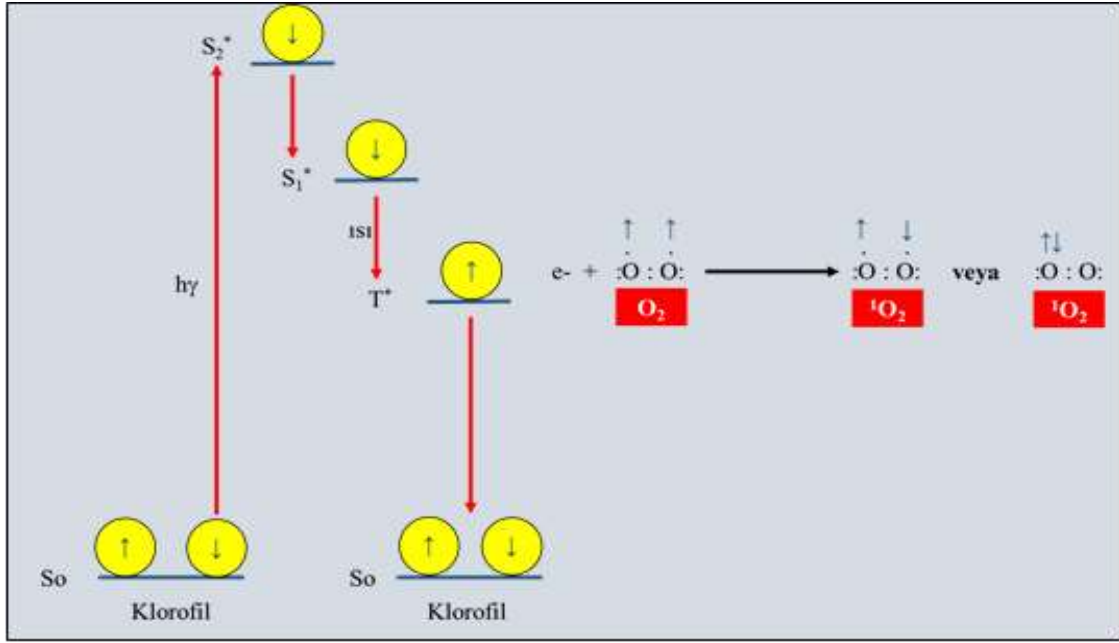 S₂*
↓
S₁*
↓
ısı
T*
↑
hγ
e- + :Ȯ : Ȯ:
↑ ↑
O₂
:Ȯ : Ȯ:
↑ ↓
¹O₂
veya
↑↓
:Ö : O:
¹O₂
So
↑ ↓
Klorofil
So
↑ ↓
Klorofil